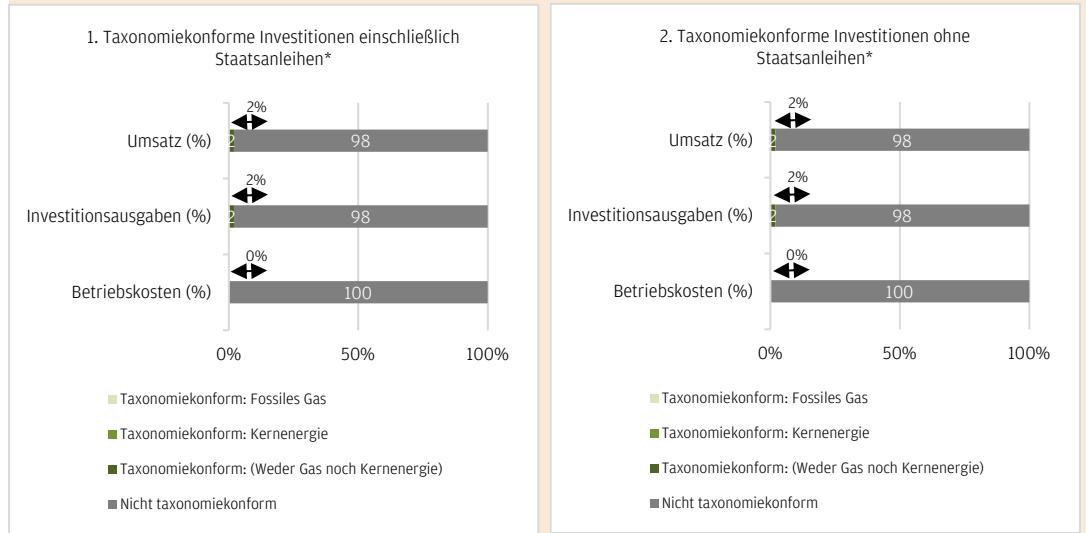 1. Taxonomiekonforme Investitionen einschließlich
Staatsanleihen*
2%
Umsatz (%)
2 98
2%
Investitionsausgaben (%)
2 98
0%
Betriebskosten (%)
100
0% 50% 100%
Taxonomiekonform: Fossiles Gas
Taxonomiekonform: Kernenergie
Taxonomiekonform: (Weder Gas noch Kernenergie)
Nicht taxonomiekonform
2. Taxonomiekonforme Investitionen ohne
Staatsanleihen*
2%
Umsatz (%)
2 98
2%
Investitionsausgaben (%)
2 98
0%
Betriebskosten (%)
100
0% 50% 100%
Taxonomiekonform: Fossiles Gas
Taxonomiekonform: Kernenergie
Taxonomiekonform: (Weder Gas noch Kernenergie)
Nicht taxonomiekonform